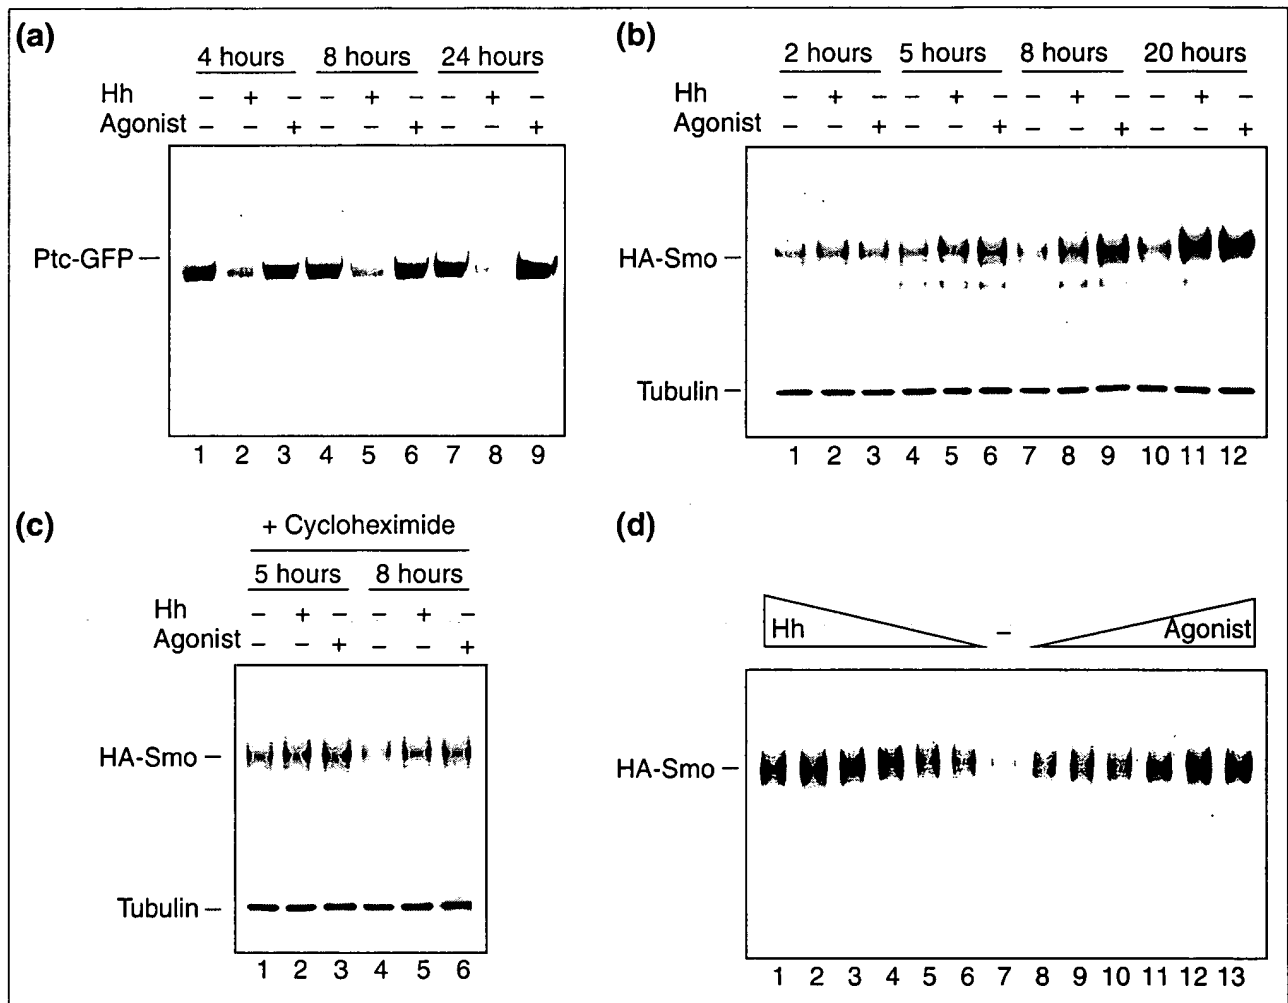 (a)
4 hours 8 hours 24 hours
Hh – + – – + – – + –
Agonist – – + – – + – – +
Ptc-GFP –
1 2 3 4 5 6 7 8 9
(b)
2 hours 5 hours 8 hours 20 hours
Hh – + – – + – – + – – + –
Agonist – – + – – + – – + – – +
HA-Smo –
Tubulin –
1 2 3 4 5 6 7 8 9 10 11 12
(c)
+ Cycloheximide
5 hours 8 hours
Hh – + – – + –
Agonist – – + – – +
HA-Smo –
Tubulin –
1 2 3 4 5 6
(d)
Hh – Agonist
HA-Smo –
1 2 3 4 5 6 7 8 9 10 11 12 13